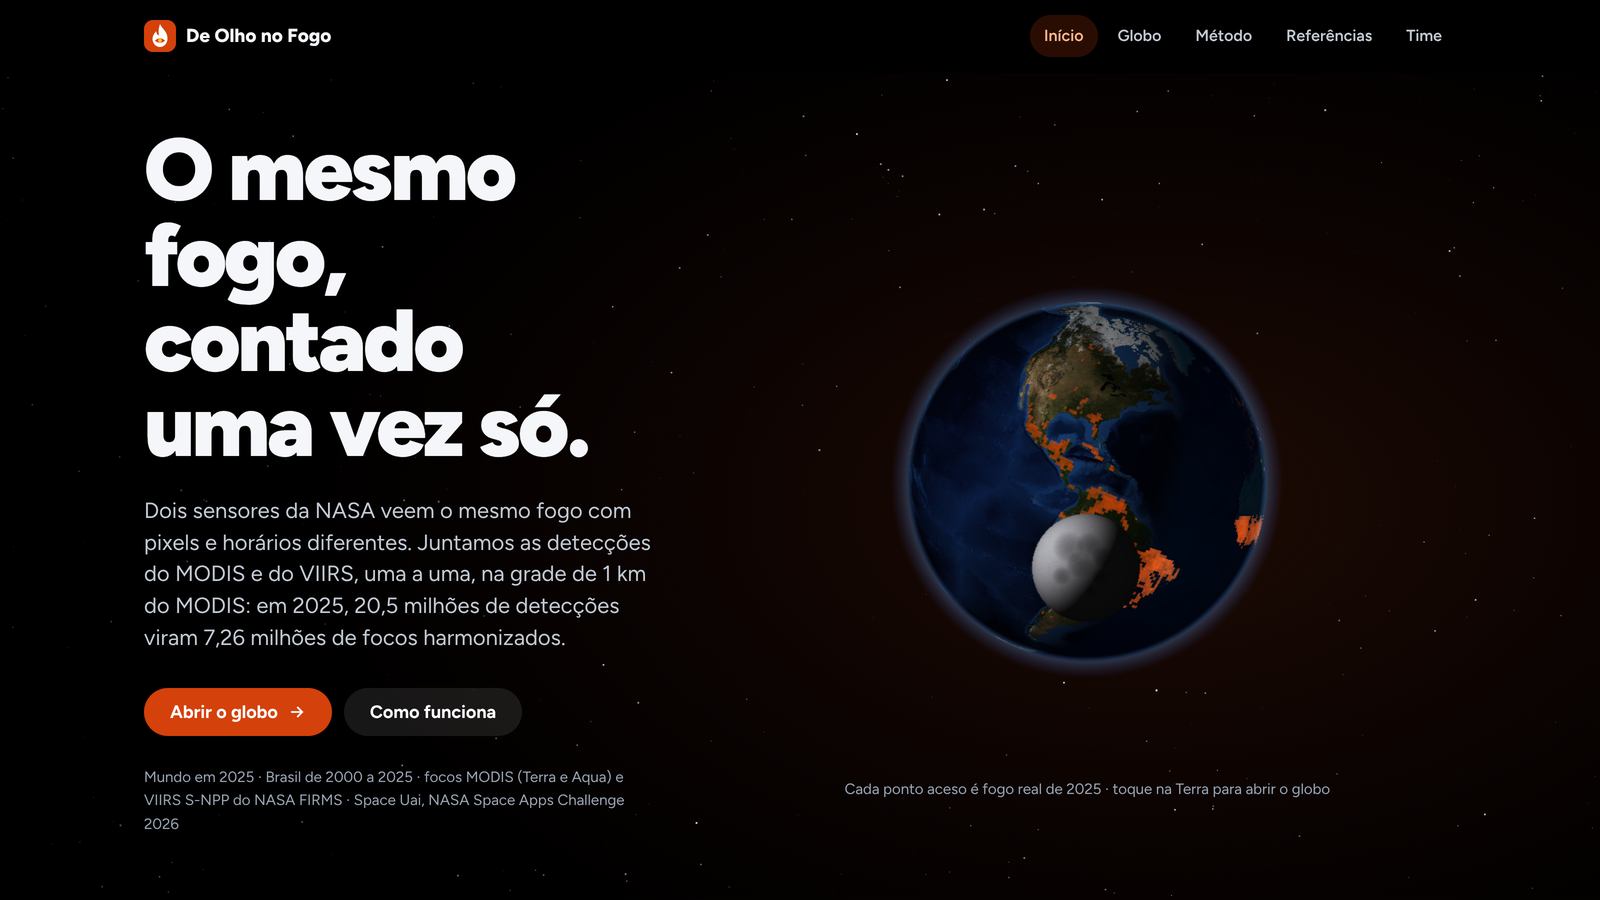 De Olho no Fogo
Início
Globo
Método
Referências
Time
O mesmo
fogo,
contado
uma vez só.
Dois sensores da NASA veem o mesmo fogo com
pixels e horários diferentes. Juntamos as detecções
do MODIS e do VIIRS, uma a uma, na grade de 1 km
do MODIS: em 2025, 20,5 milhões de detecções
viram 7,26 milhões de focos harmonizados.
Abrir o globo →
Como funciona
Mundo em 2025 · Brasil de 2000 a 2025 · focos MODIS (Terra e Aqua) e
VIIRS S-NPP do NASA FIRMS · Space Uai, NASA Space Apps Challenge
2026
Cada ponto aceso é fogo real de 2025 · toque na Terra para abrir o globo